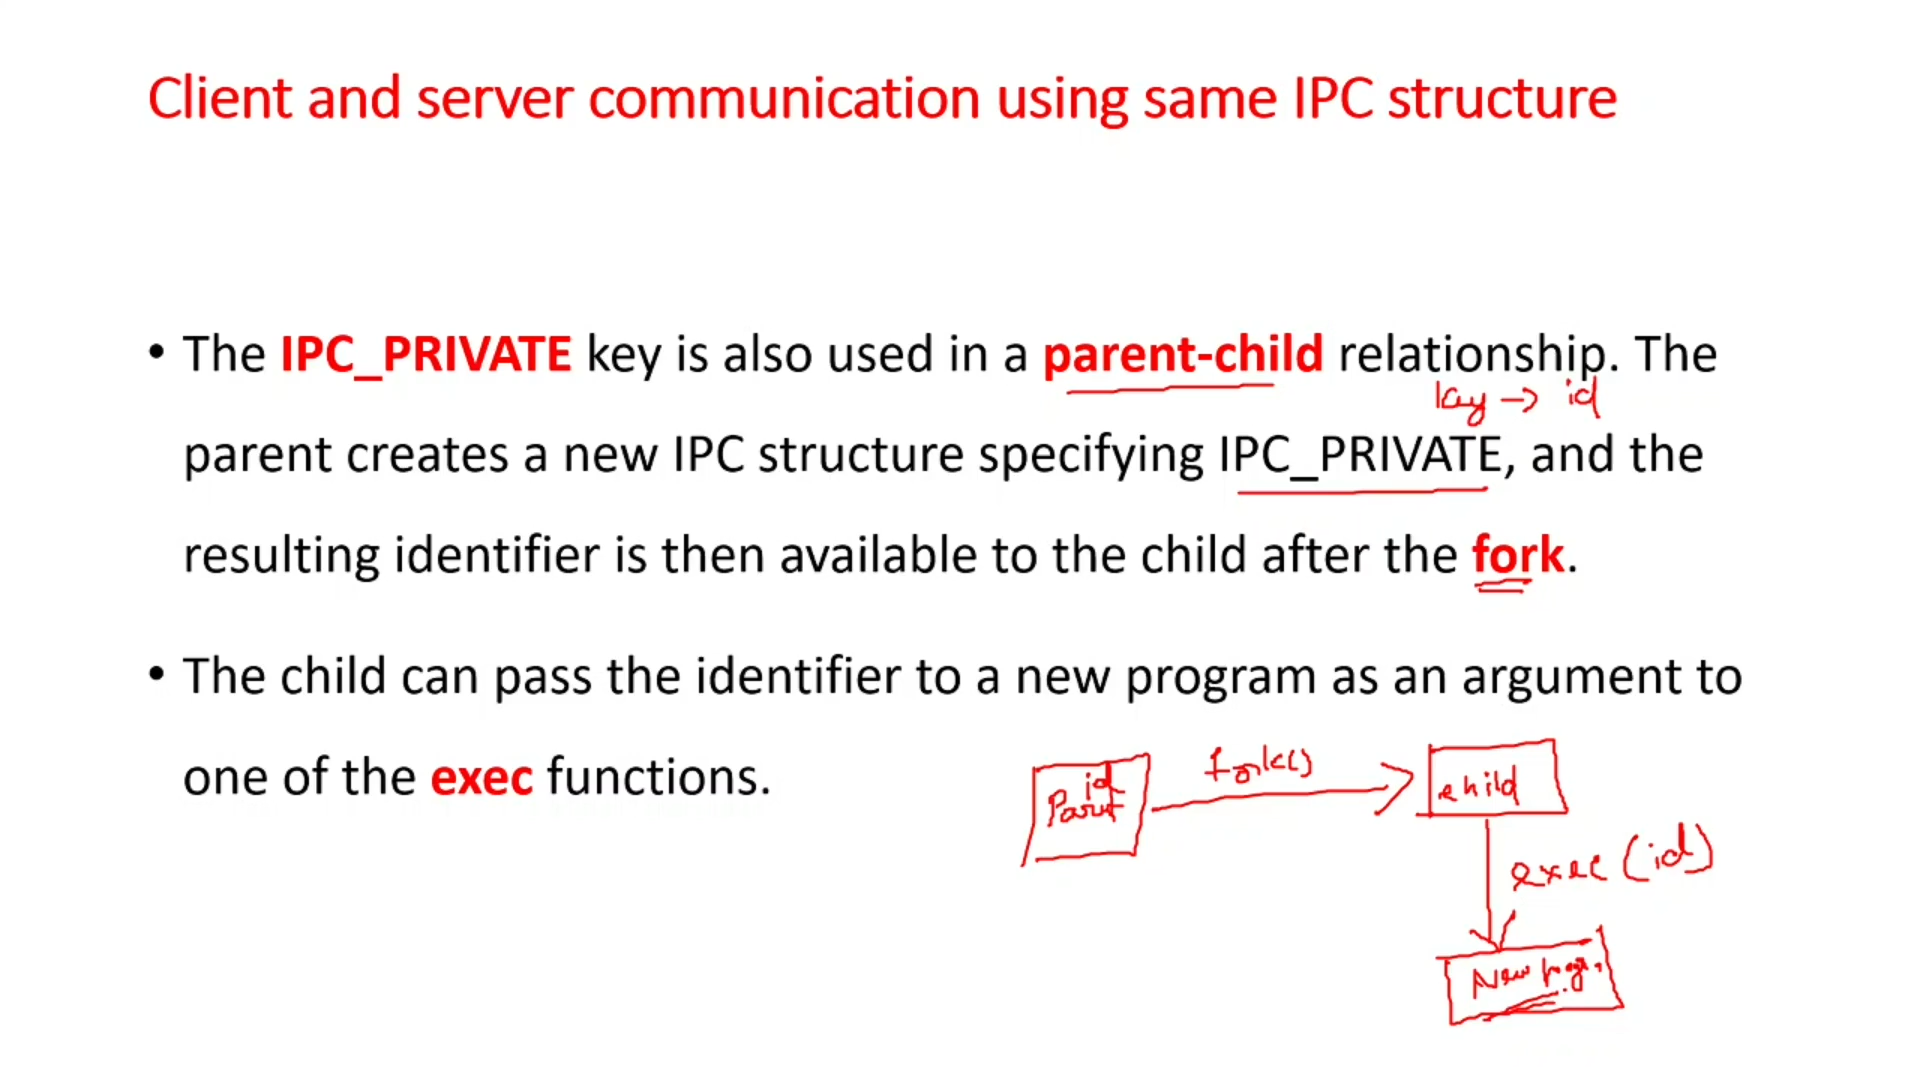 Client and server communication using same IPC structure
• The IPC_PRIVATE key is also used in a parent-child relationship. The
key → id
parent creates a new IPC structure specifying IPC_PRIVATE, and the
resulting identifier is then available to the child after the fork.
• The child can pass the identifier to a new program as an argument to
one of the exec functions.
fork()
id
child
exec (id)
New